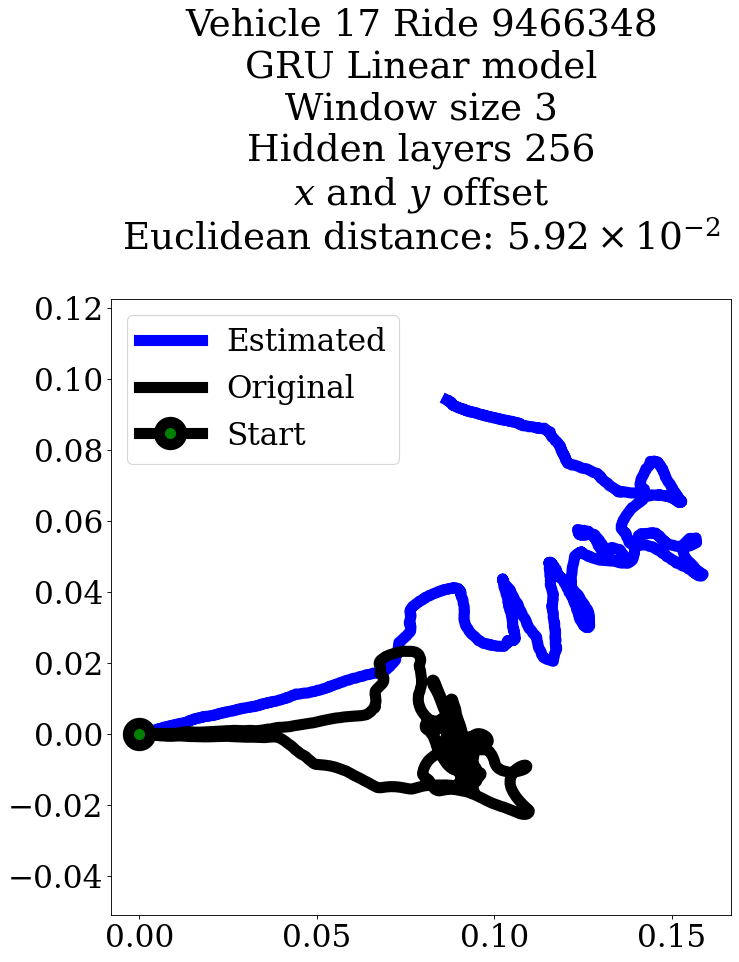 Vehicle 17 Ride 9466348
GRU Linear model
Window size 3
Hidden layers 256
x and y offset
Euclidean distance: 5.92 × 10⁻²
Estimated
Original
Start
0.12
0.10
0.08
0.06
0.04
0.02
0.00
−0.02
−0.04
0.00 0.05 0.10 0.15